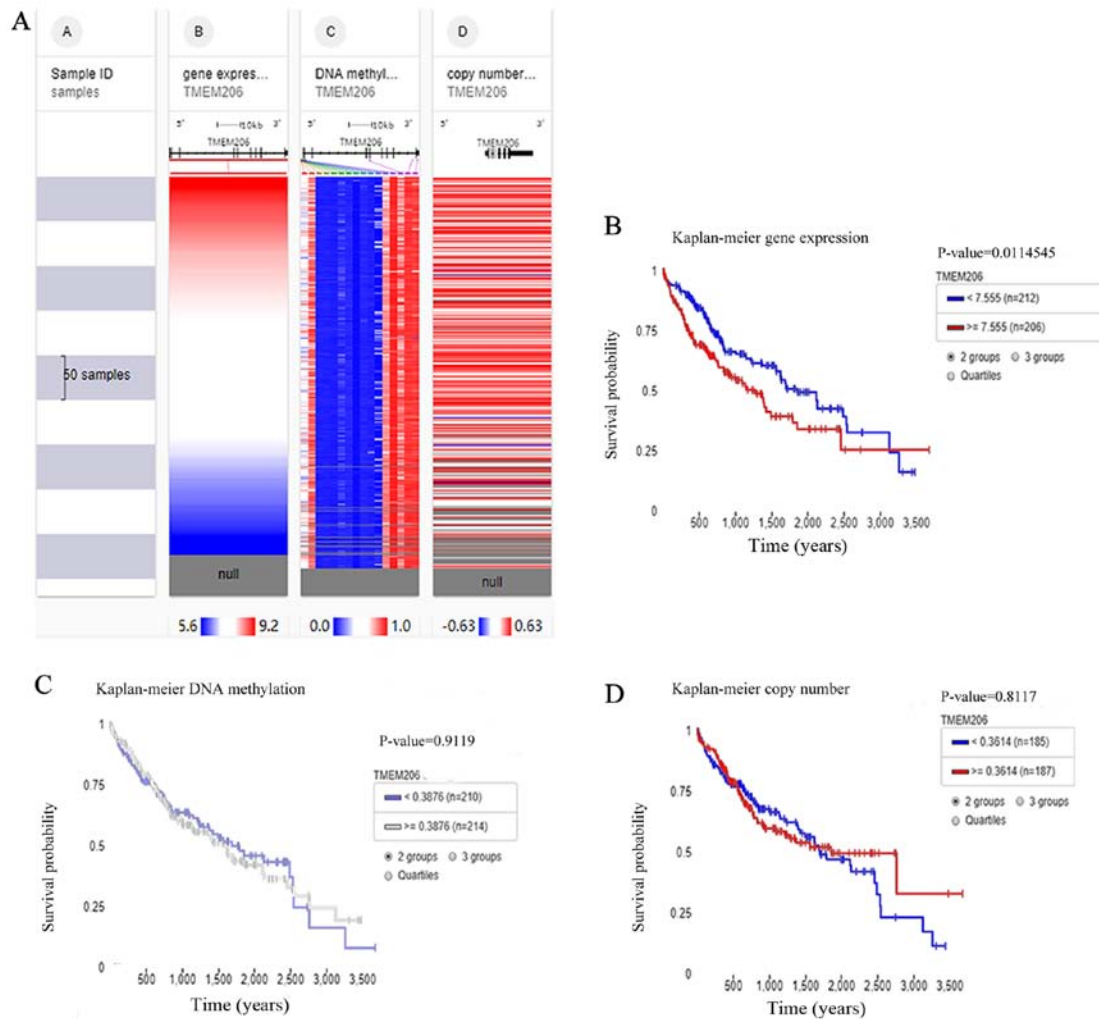 A
A
B
C
D
Sample ID
samples
gene expres...
TMEM206
DNA methyl...
TMEM206
copy number...
TMEM206
5' 10kb 3'
TMEM206
5' 10kb 3'
TMEM206
5' 3'
TMEM206
50 samples
null
null
5.6 9.2
0.0 1.0
-0.63 0.63
B
Kaplan-meier gene expression
P-value=0.0114545
TMEM206
< 7.555 (n=212)
>= 7.555 (n=206)
2 groups 3 groups
Quartiles
Survival probability
1
0.75
0.5
0.25
0
500 1,000 1,500 2,000 2,500 3,000 3,500
Time (years)
C
Kaplan-meier DNA methylation
P-value=0.9119
TMEM206
< 0.3876 (n=210)
>= 0.3876 (n=214)
2 groups 3 groups
Quartiles
Survival probability
1
0.75
0.5
0.25
0
500 1,000 1,500 2,000 2,500 3,000 3,500
Time (years)
D
Kaplan-meier copy number
P-value=0.8117
TMEM206
< 0.3614 (n=185)
>= 0.3614 (n=187)
2 groups 3 groups
Quartiles
Survival probability
1
0.75
0.5
0.25
0
500 1,000 1,500 2,000 2,500 3,000 3,500
Time (years)